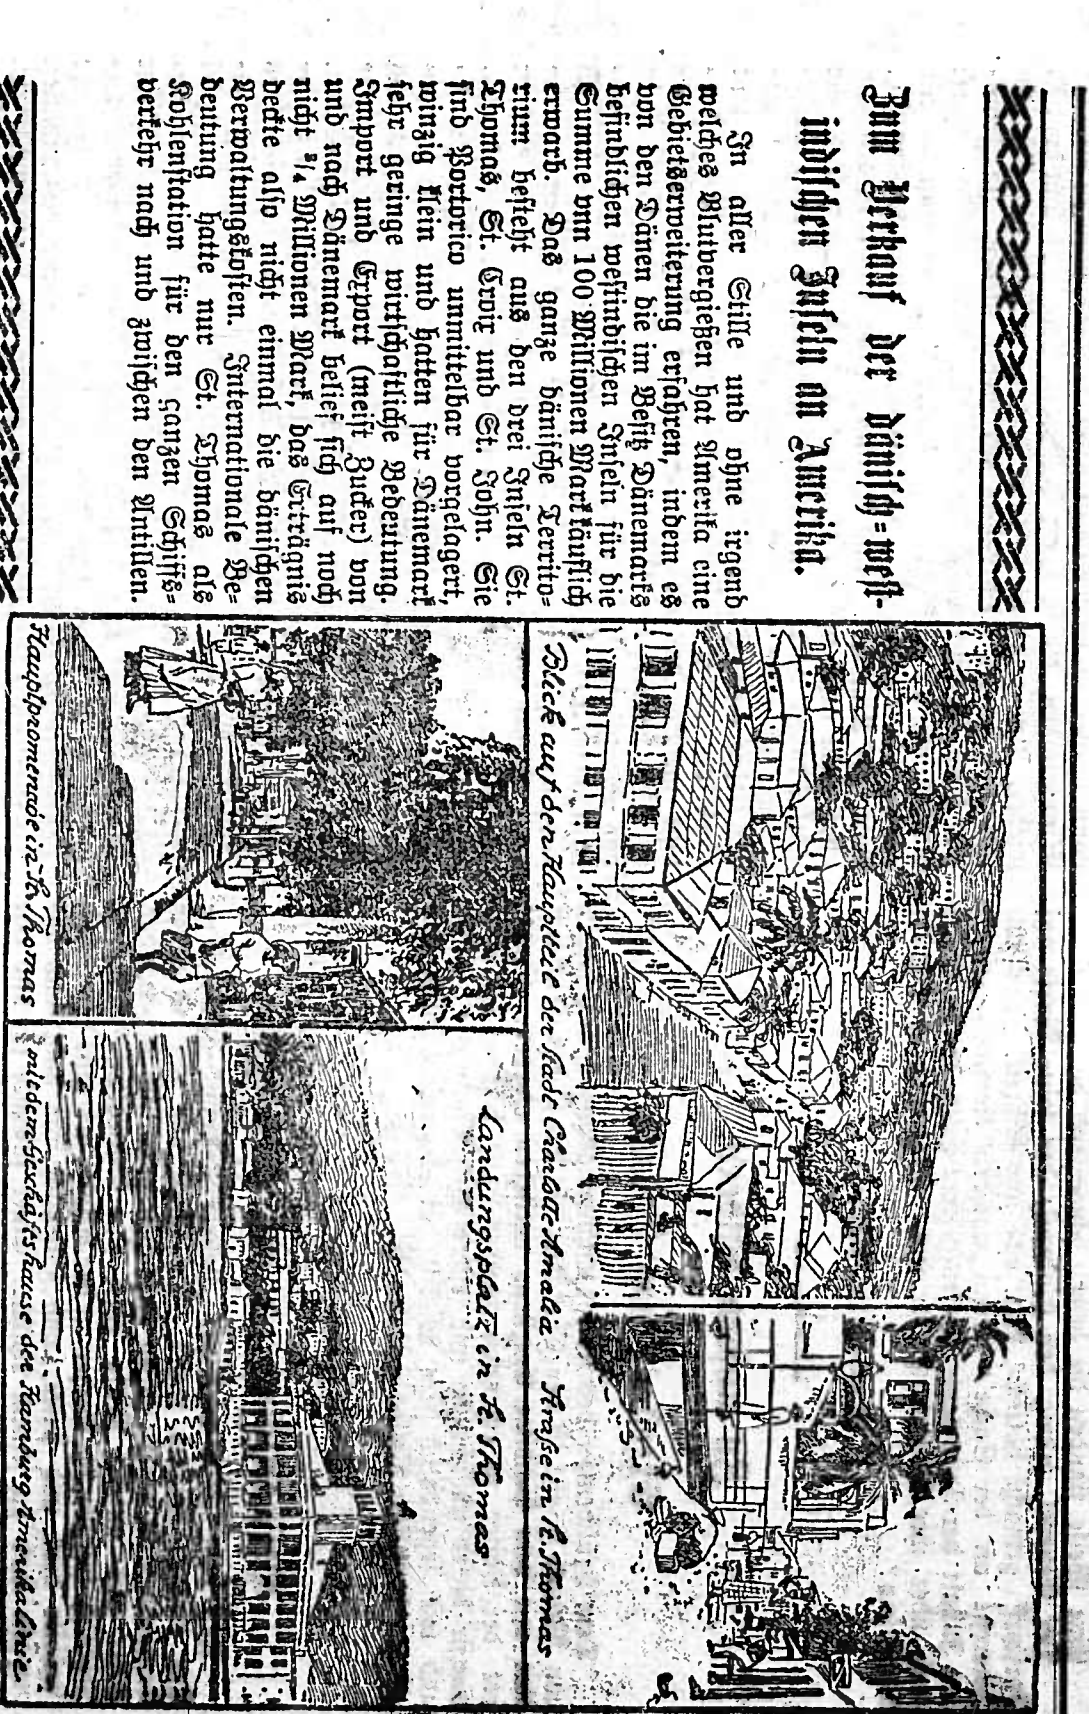 Zum Verkauf der dänisch-west-
indischen Inseln an Amerika.
In aller Stille und ohne irgend
welches Blutvergießen hat Amerika eine
Gebietserweiterung erfahren, indem es
von den Dänen die im Besitz Dänemarks
befindlichen westindischen Inseln für die
Summe vnn 100 Millionen Mark käuflich
erwarb. Das ganze dänische Territo-
rium besteht aus den drei Inseln St.
Thomas, St. Croix und St. John. Sie
sind Portorico unmittelbar vorgelagert,
winzig klein und hatten für Dänemark
sehr geringe wirtschaftliche Bedeutung.
Import und Export (meist Zucker) von
und nach Dänemark belief sich auf noch
nicht ¾ Millionen Mark, das Erträgnis
deckte also nicht einmal die dänischen
Verwaltungskosten. Internationale Be-
deutung hatte nur St. Thomas als
Kohlenstation für den ganzen Schiffs-
verkehr nach und zwischen den Antillen.
Blick auf den Hauptteil der Stadt Charlotte Amalia
Strasse in St. Thomas
Hauptpromenade in St. Thomas
Landungsplatz in St. Thomas
mit dem Geschäftshause der Hamburg Amerikalinie.